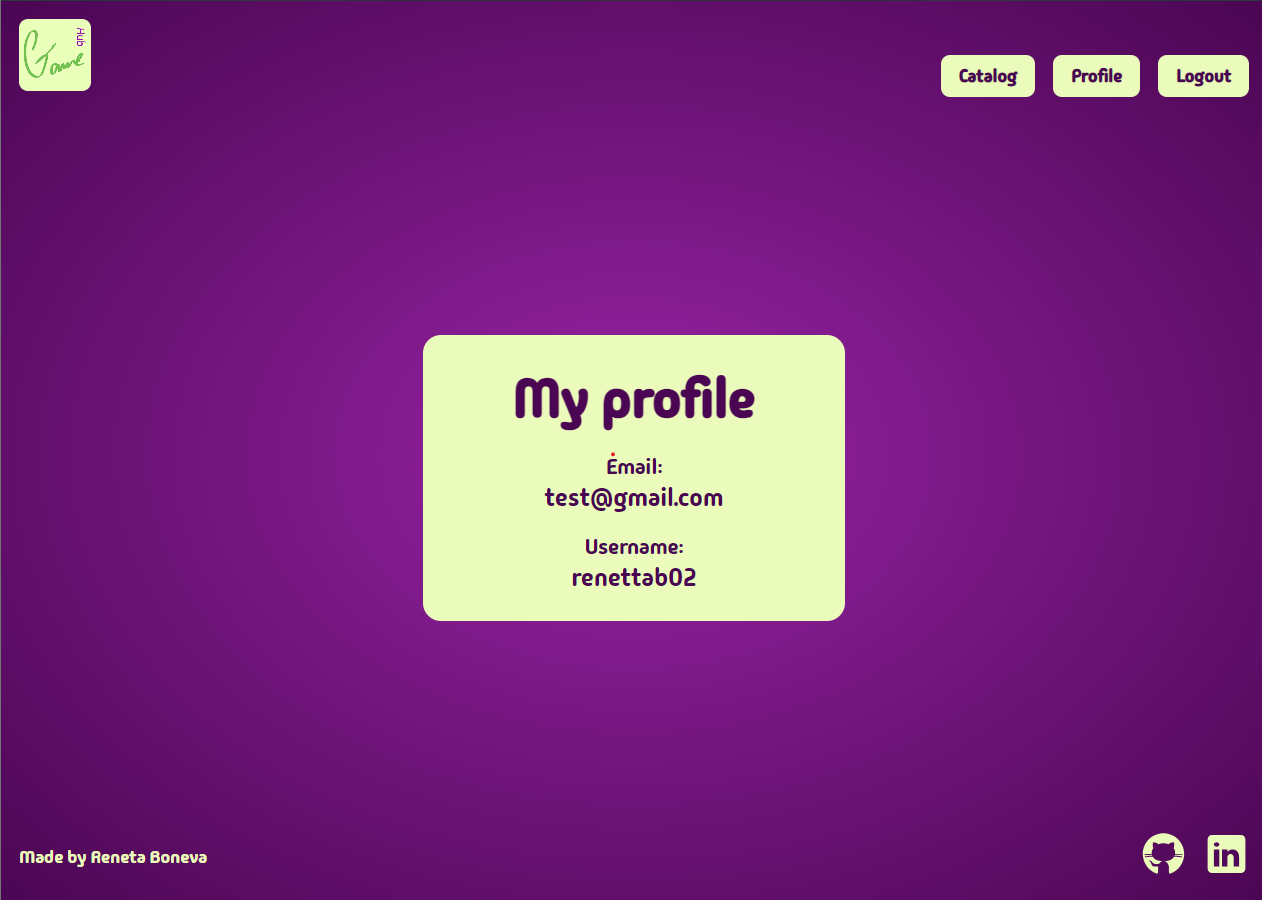 Game
Hub
Catalog
Profile
Logout
My profile
Email:
test@gmail.com
Username:
renettab02
Made by Reneta Boneva
in